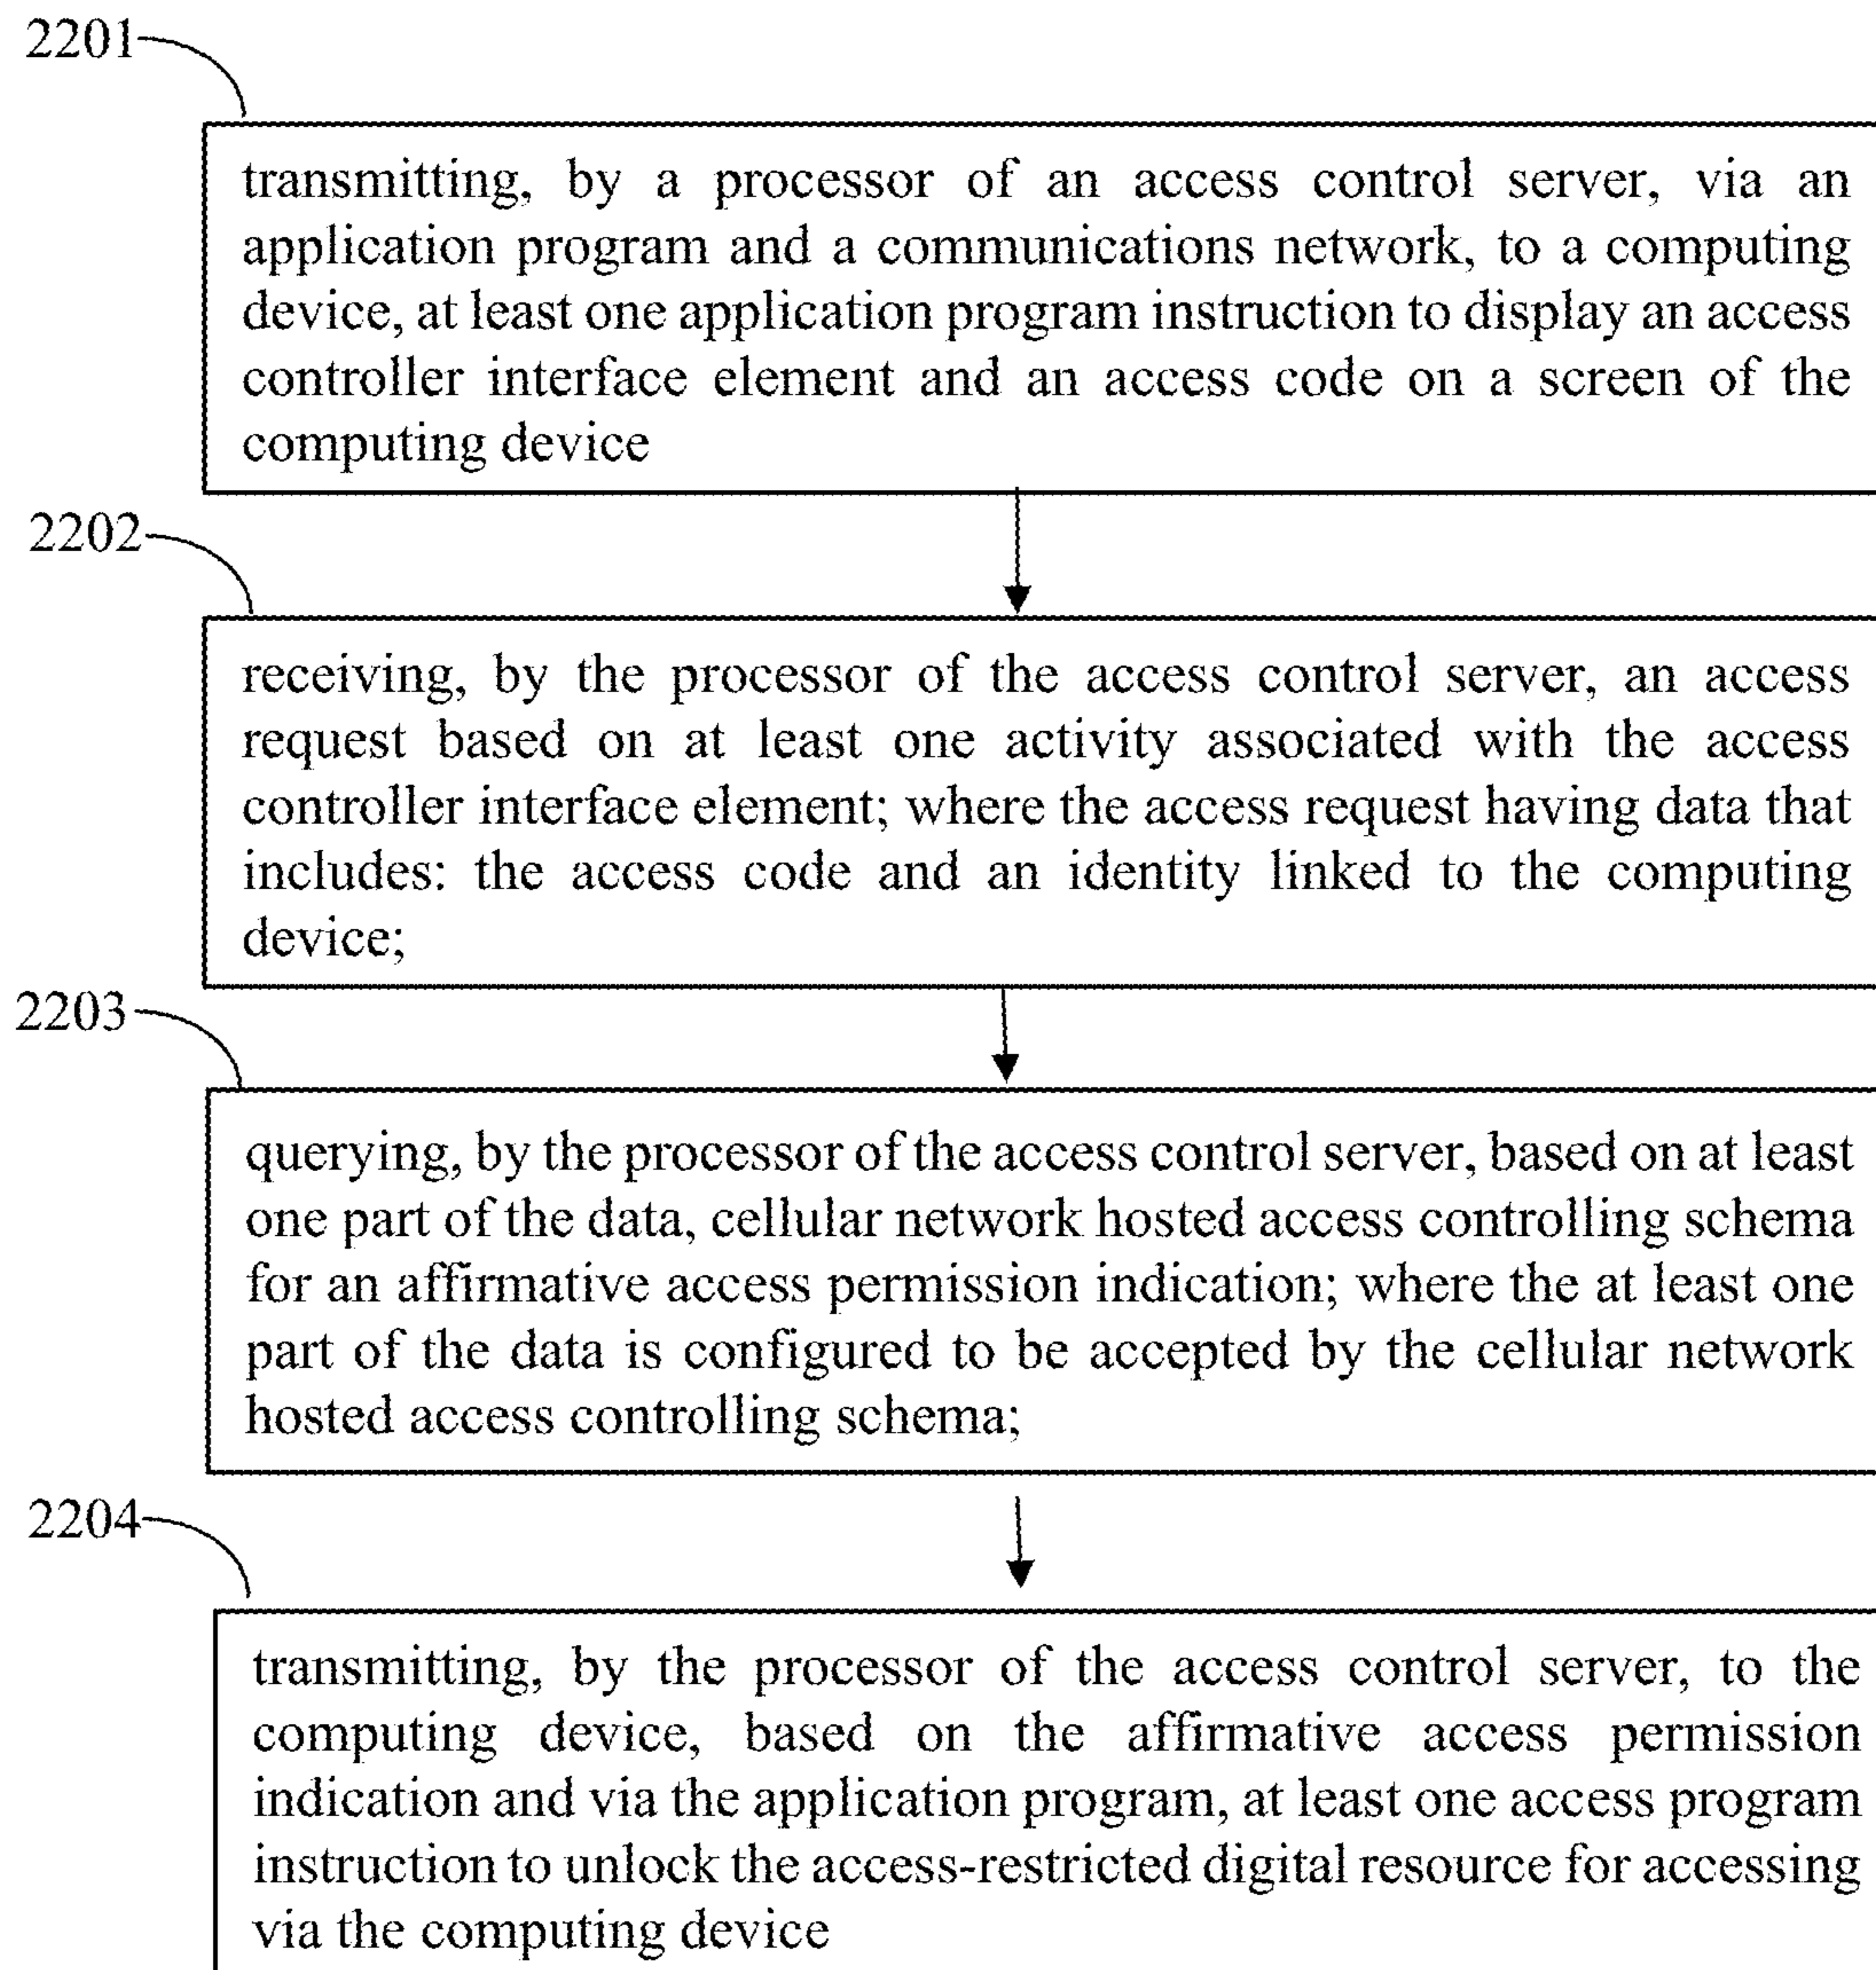 2201
transmitting, by a processor of an access control server, via an
application program and a communications network, to a computing
device, at least one application program instruction to display an access
controller interface element and an access code on a screen of the
computing device
2202
receiving, by the processor of the access control server, an access
request based on at least one activity associated with the access
controller interface element; where the access request having data that
includes: the access code and an identity linked to the computing
device;
2203
querying, by the processor of the access control server, based on at least
one part of the data, cellular network hosted access controlling schema
for an affirmative access permission indication; where the at least one
part of the data is configured to be accepted by the cellular network
hosted access controlling schema;
2204
transmitting, by the processor of the access control server, to the
computing device, based on the affirmative access permission
indication and via the application program, at least one access program
instruction to unlock the access-restricted digital resource for accessing
via the computing device